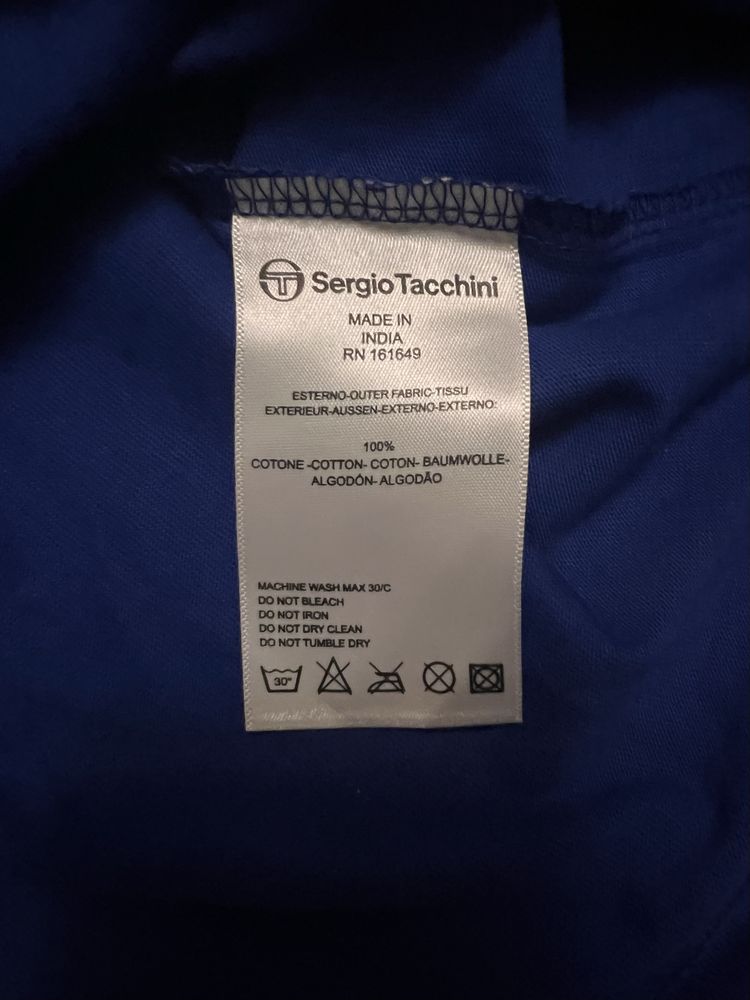 Sergio Tacchini
MADE IN
INDIA
RN 161649
ESTERNO-OUTER FABRIC-TISSU
EXTERIEUR-AUSSEN-EXTERNO-EXTERNO:
100%
COTONE -COTTON- COTON- BAUMWOLLE-
ALGODÓN- ALGODÃO
MACHINE WASH MAX 30/C
DO NOT BLEACH
DO NOT IRON
DO NOT DRY CLEAN
DO NOT TUMBLE DRY
30°